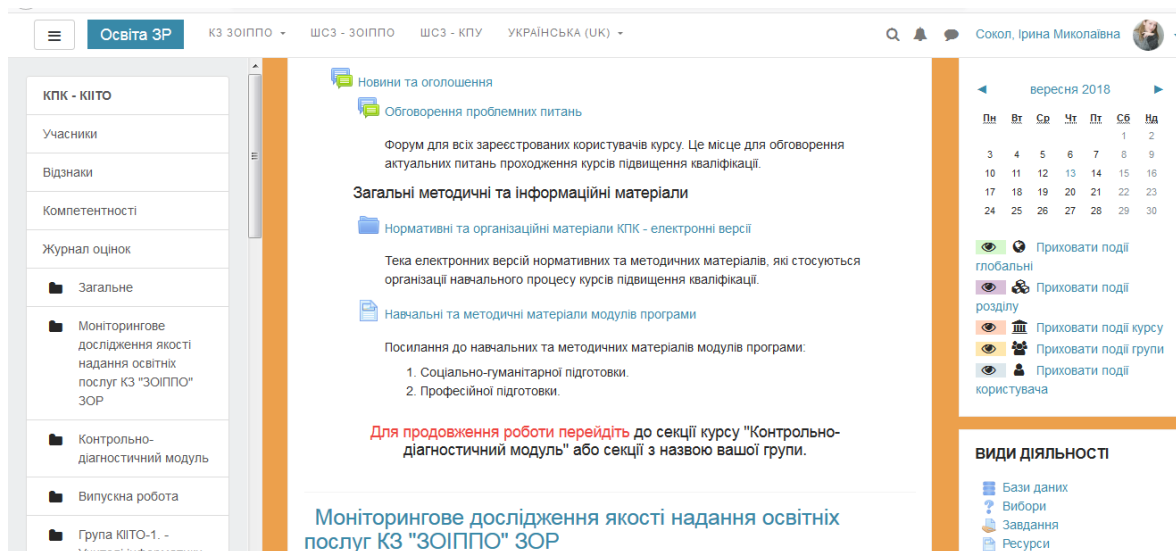 Освіта ЗР
КЗ ЗОІППО
ШСЗ - ЗОІППО
ШСЗ - КПУ
УКРАЇНСЬКА (UK)
Сокол, Ірина Миколаївна
КПК - КІІТО
Учасники
Відзнаки
Компетентності
Журнал оцінок
Загальне
Моніторингове
дослідження якості
надання освітніх
послуг КЗ "ЗОІППО"
ЗОР
Контрольно-
діагностичний модуль
Випускна робота
Група КІІТО-1. -
Новини та оголошення
Обговорення проблемних питань
Форум для всіх зареєстрованих користувачів курсу. Це місце для обговорення
актуальних питань проходження курсів підвищення кваліфікації.
Загальні методичні та інформаційні матеріали
Нормативні та організаційні матеріали КПК - електронні версії
Тека електронних версій нормативних та методичних матеріалів, які стосуються
організації навчального процесу курсів підвищення кваліфікації.
Навчальні та методичні матеріали модулів програми
Посилання до навчальних та методичних матеріалів модулів програми:
1. Соціально-гуманітарної підготовки.
2. Професійної підготовки.
Для продовження роботи перейдіть до секції курсу "Контрольно-
діагностичний модуль" або секції з назвою вашої групи.
Моніторингове дослідження якості надання освітніх
послуг КЗ "ЗОІППО" ЗОР
вересня 2018
Пн Вт Ср Чт Пт Сб Нд
1 2
3 4 5 6 7 8 9
10 11 12 13 14 15 16
17 18 19 20 21 22 23
24 25 26 27 28 29 30
Приховати події
глобальні
Приховати події
розділу
Приховати події курсу
Приховати події групи
Приховати події
користувача
ВИДИ ДІЯЛЬНОСТІ
Бази даних
Вибори
Завдання
Ресурси